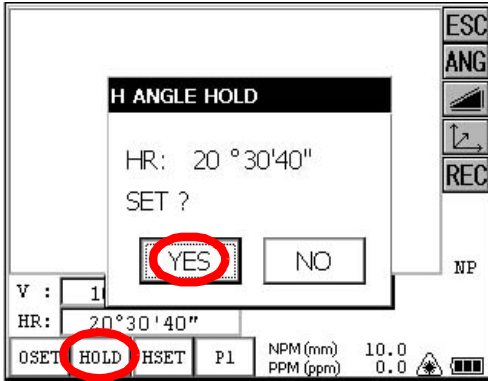 ESC
ANG
H ANGLE HOLD
HR: 20°30'40"
SET ?
REC
YES NO
NP
V :
HR: 20°30'40"
0SET HOLD HSET P1 NPM (mm) 10.0
PPM (ppm) 0.0